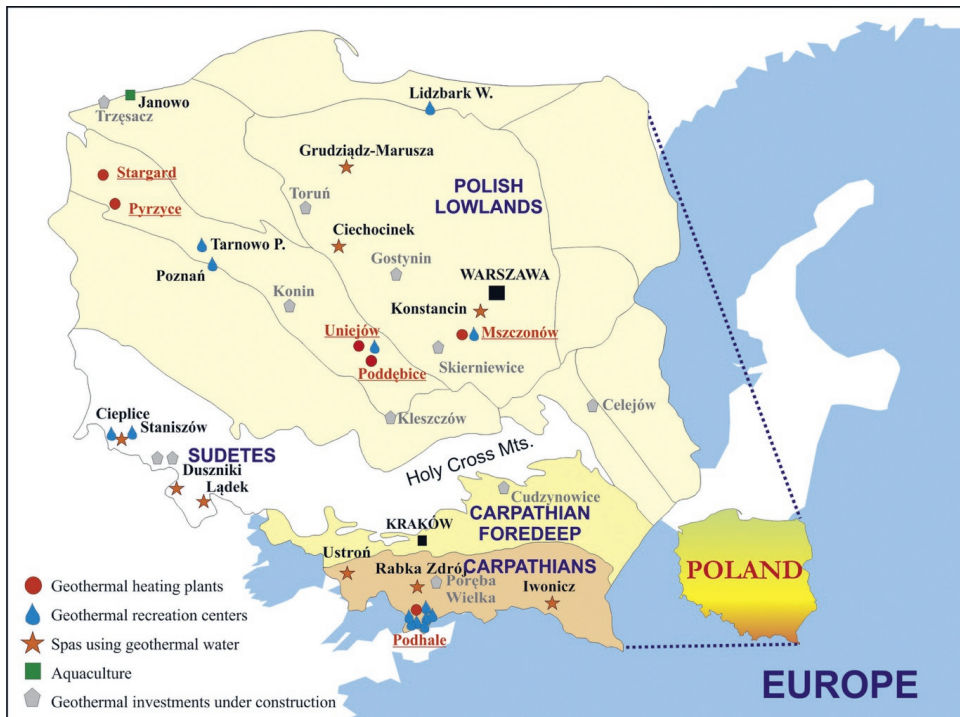 Lidzbark W.
Janowo
Trzęsacz
Grudziądz-Marusza
Stargard
POLISH
LOWLANDS
Toruń
Pyrzyce
Ciechocinek
Tarnowo P.
Gostynin
Poznań
WARSZAWA
Konin
Konstancin
Uniejów
Mszczonów
Skierniewice
Poddębice
Celejów
Kleszczów
Cieplice
Staniszów
Holy Cross Mts.
SUDETES
Duszniki
Lądek
Cudzynowice
CARPATHIAN
FOREDEEP
KRAKÓW
Ustroń
CARPATHIANS
Rabka Zdrój
Poręba
Wielka
Iwonicz
POLAND
Podhale
Geothermal heating plants
Geothermal recreation centers
Spas using geothermal water
Aquaculture
Geothermal investments under construction
EUROPE